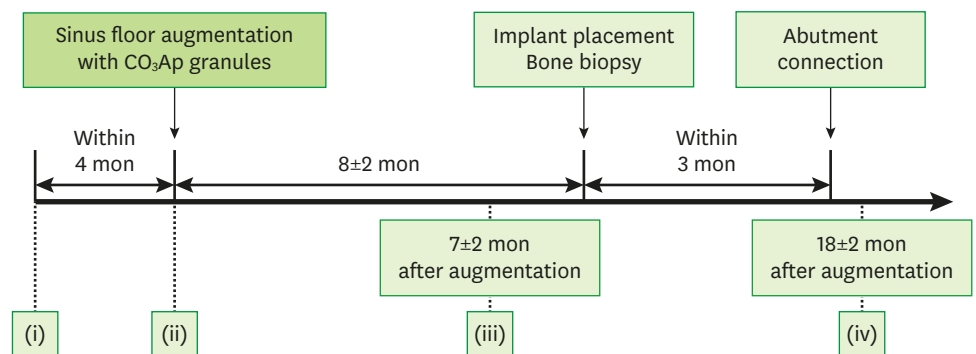 Sinus floor augmentation
with CO₃Ap granules
Implant placement
Bone biopsy
Abutment
connection
Within
4 mon
8±2 mon
Within
3 mon
7±2 mon
after augmentation
18±2 mon
after augmentation
(i)
(ii)
(iii)
(iv)